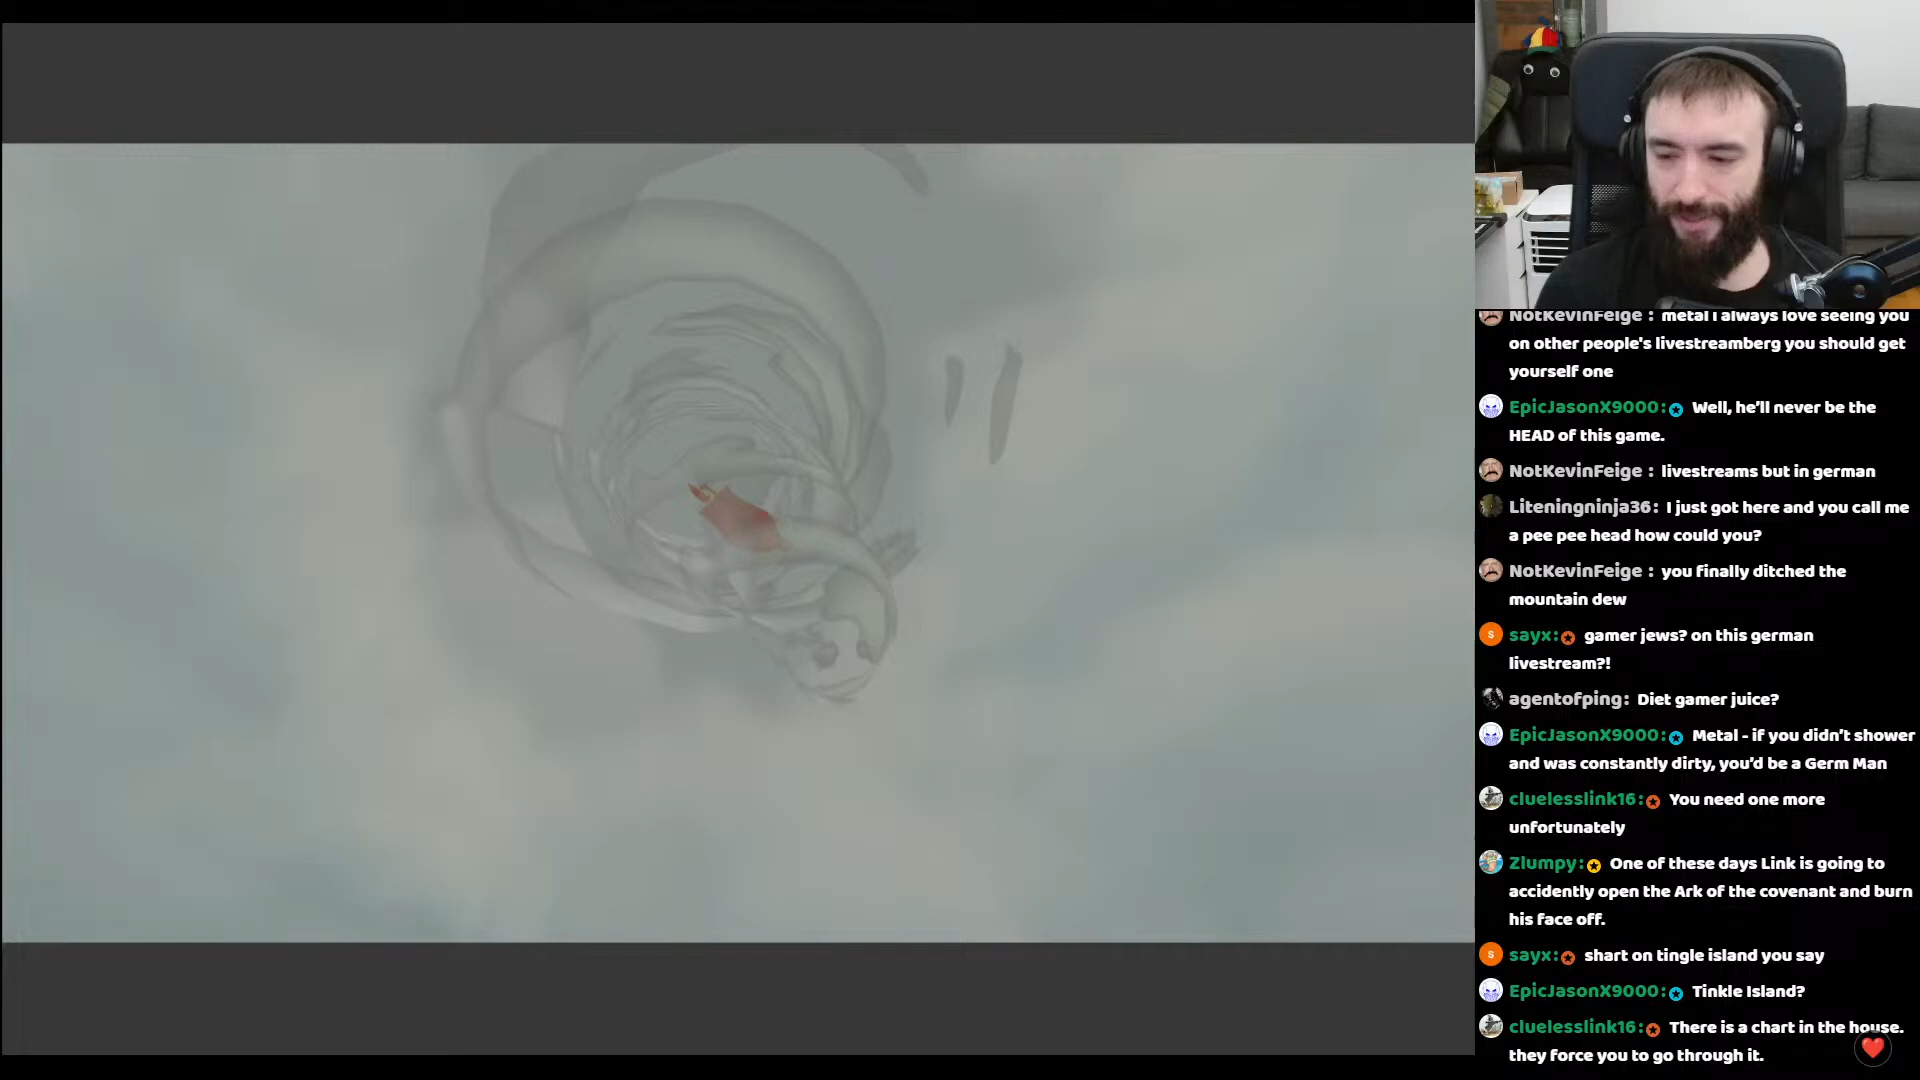 NotKevinFeige : metal i always love seeing you
on other people's livestreamberg you should get
yourself one
EpicJasonX9000: Well, he'll never be the
HEAD of this game.
NotKevinFeige : livestreams but in german
Liteningninja36: I just got here and you call me
a pee pee head how could you?
NotKevinFeige : you finally ditched the
mountain dew
S sayx: gamer jews? on this german
livestream?!
agentofping: Diet gamer juice?
EpicJasonX9000: Metal - if you didn't shower
and was constantly dirty, you'd be a Germ Man
cluelesslink16: You need one more
unfortunately
Zlumpy: One of these days Link is going to
accidently open the Ark of the covenant and burn
his face off.
S sayx: shart on tingle island you say
EpicJasonX9000: Tinkle Island?
cluelesslink16: There is a chart in the house.
they force you to go through it.